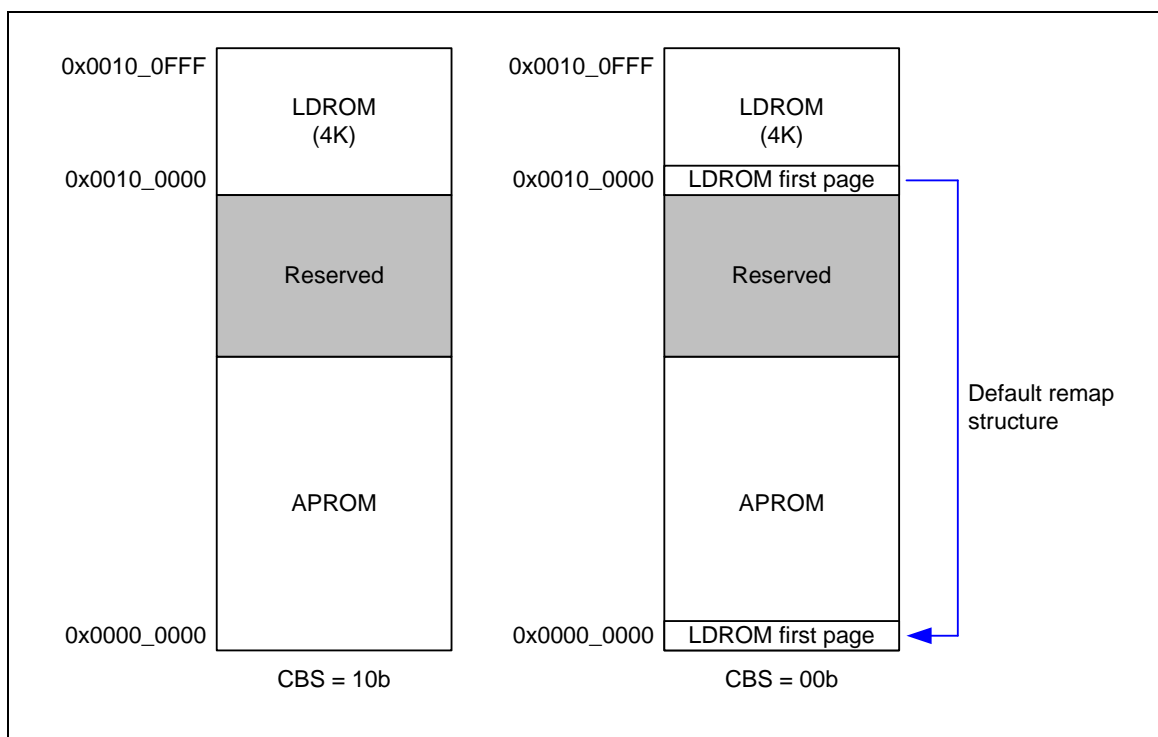 0x0010_0FFF
LDROM
(4K)
0x0010_0000
Reserved
APROM
0x0000_0000
CBS = 10b
0x0010_0FFF
LDROM
(4K)
0x0010_0000
LDROM first page
Reserved
Default remap
structure
APROM
0x0000_0000
LDROM first page
CBS = 00b